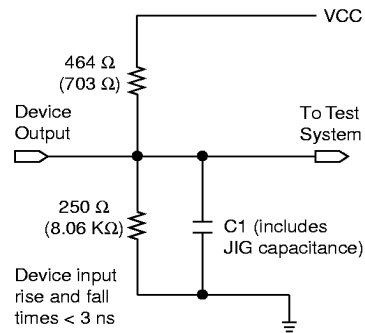 VCC
464 Ω
(703 Ω)
Device
Output
To Test
System
250 Ω
(8.06 KΩ)
C1 (includes
JIG capacitance)
Device input
rise and fall
times < 3 ns